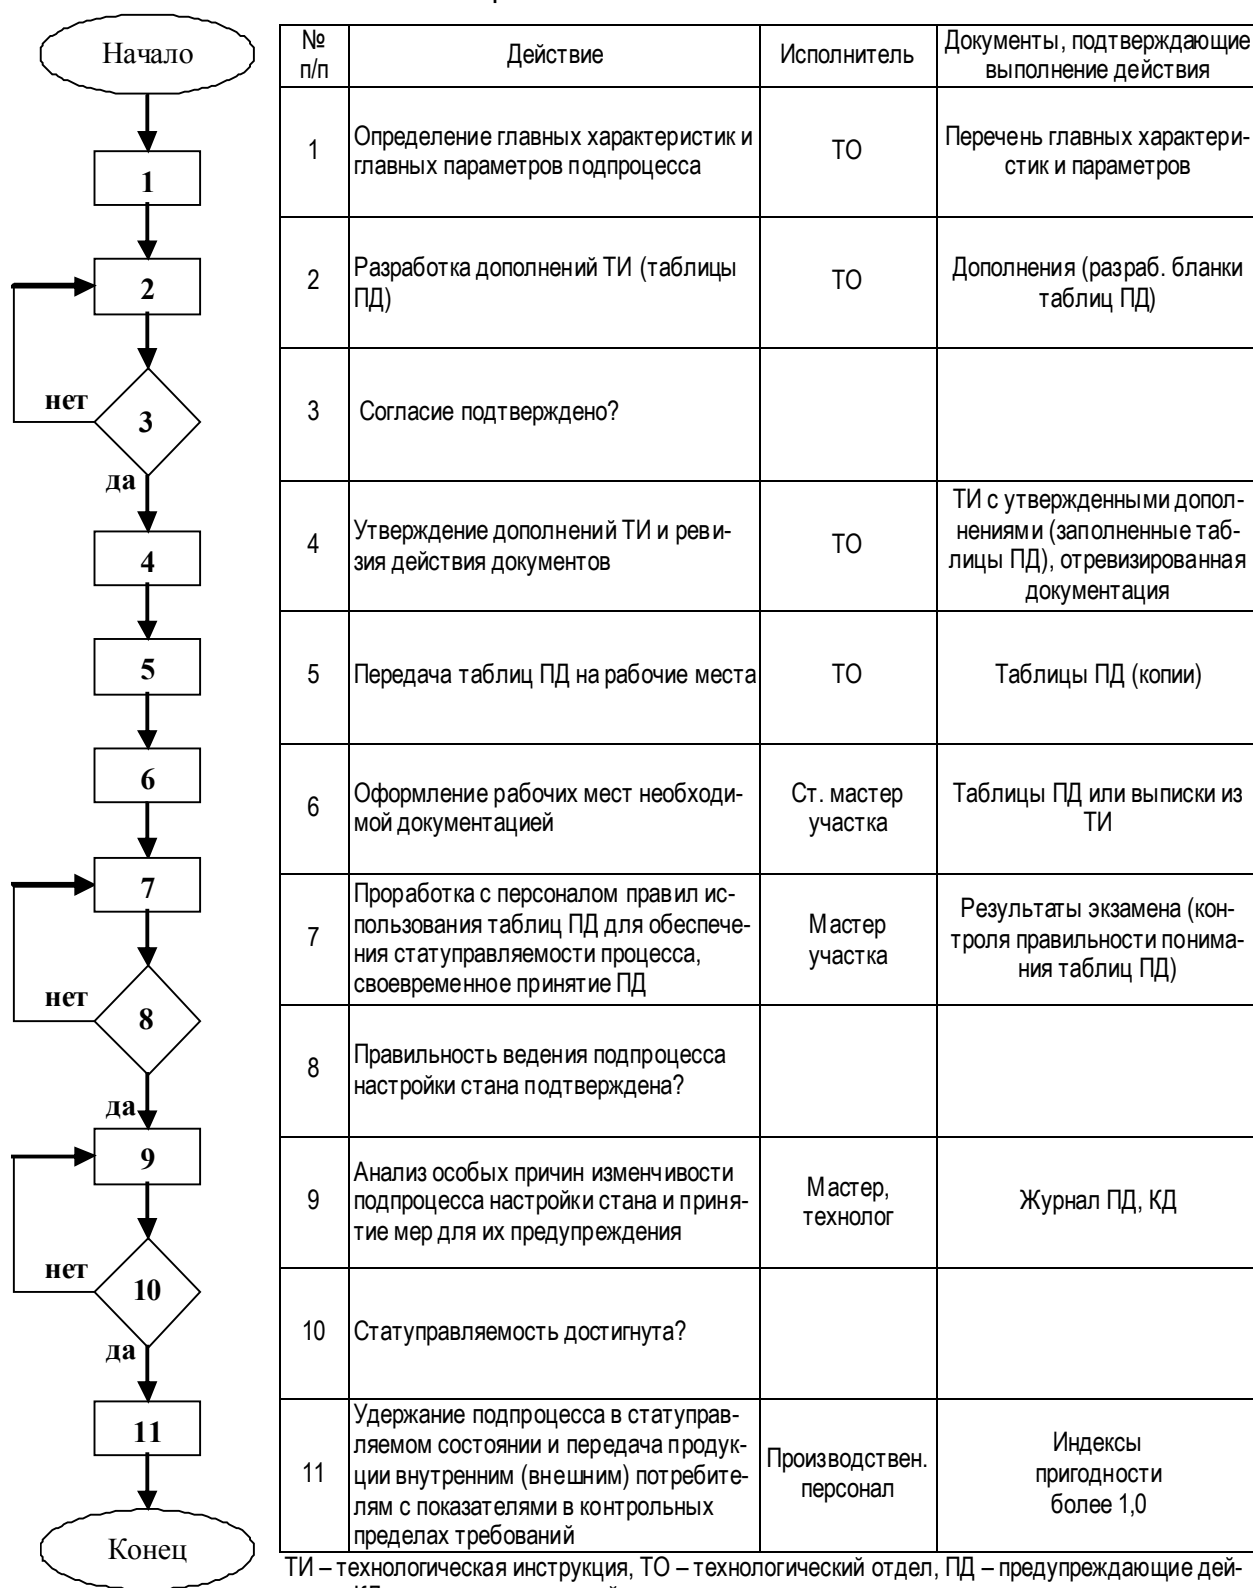 Начало
1
2
нет
3
да
4
5
6
7
нет
8
да
9
нет
10
да
11
Конец
№
п/п
Действие
Исполнитель
Документы, подтверждающие
выполнение действия
1
Определение главных характеристик и
главных параметров подпроцесса
ТО
Перечень главных характери-
стик и параметров
2
Разработка дополнений ТИ (таблицы
ПД)
ТО
Дополнения (разраб. бланки
таблиц ПД)
3
Согласие подтверждено?
4
Утверждение дополнений ТИ и реви-
зия действия документов
ТО
ТИ с утвержденными допол-
нениями (заполненные таб-
лицы ПД), отревизированная
документация
5
Передача таблиц ПД на рабочие места
ТО
Таблицы ПД (копии)
6
Оформление рабочих мест необходи-
мой документацией
Ст. мастер
участка
Таблицы ПД или выписки из
ТИ
7
Проработка с персоналом правил ис-
пользования таблиц ПД для обеспече-
ния статуправляемости процесса,
своевременное принятие ПД
Мастер
участка
Результаты экзамена (кон-
троля правильности понима-
ния таблиц ПД)
8
Правильность ведения подпроцесса
настройки стана подтверждена?
9
Анализ особых причин изменчивости
подпроцесса настройки стана и приня-
тие мер для их предупреждения
Мастер,
технолог
Журнал ПД, КД
10
Статуправляемость достигнута?
11
Удержание подпроцесса в статуправ-
ляемом состоянии и передача продук-
ции внутренним (внешним) потребите-
лям с показателями в контрольных
пределах требований
Производствен.
персонал
Индексы
пригодности
более 1,0
ТИ – технологическая инструкция, ТО – технологический отдел, ПД – предупреждающие дей-